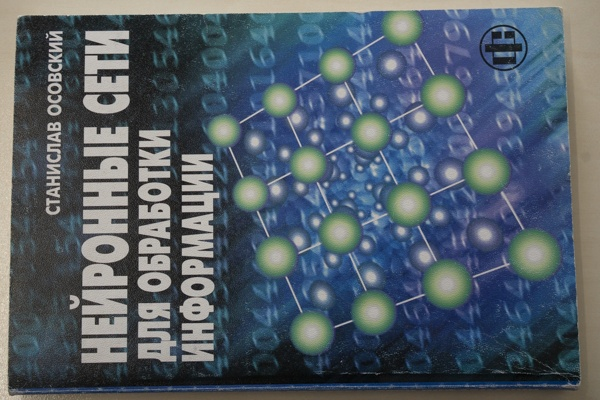 СТАНИСЛАВ ОСОВСКИЙ
НЕЙРОННЫЕ СЕТИ
ДЛЯ ОБРАБОТКИ
ИНФОРМАЦИИ